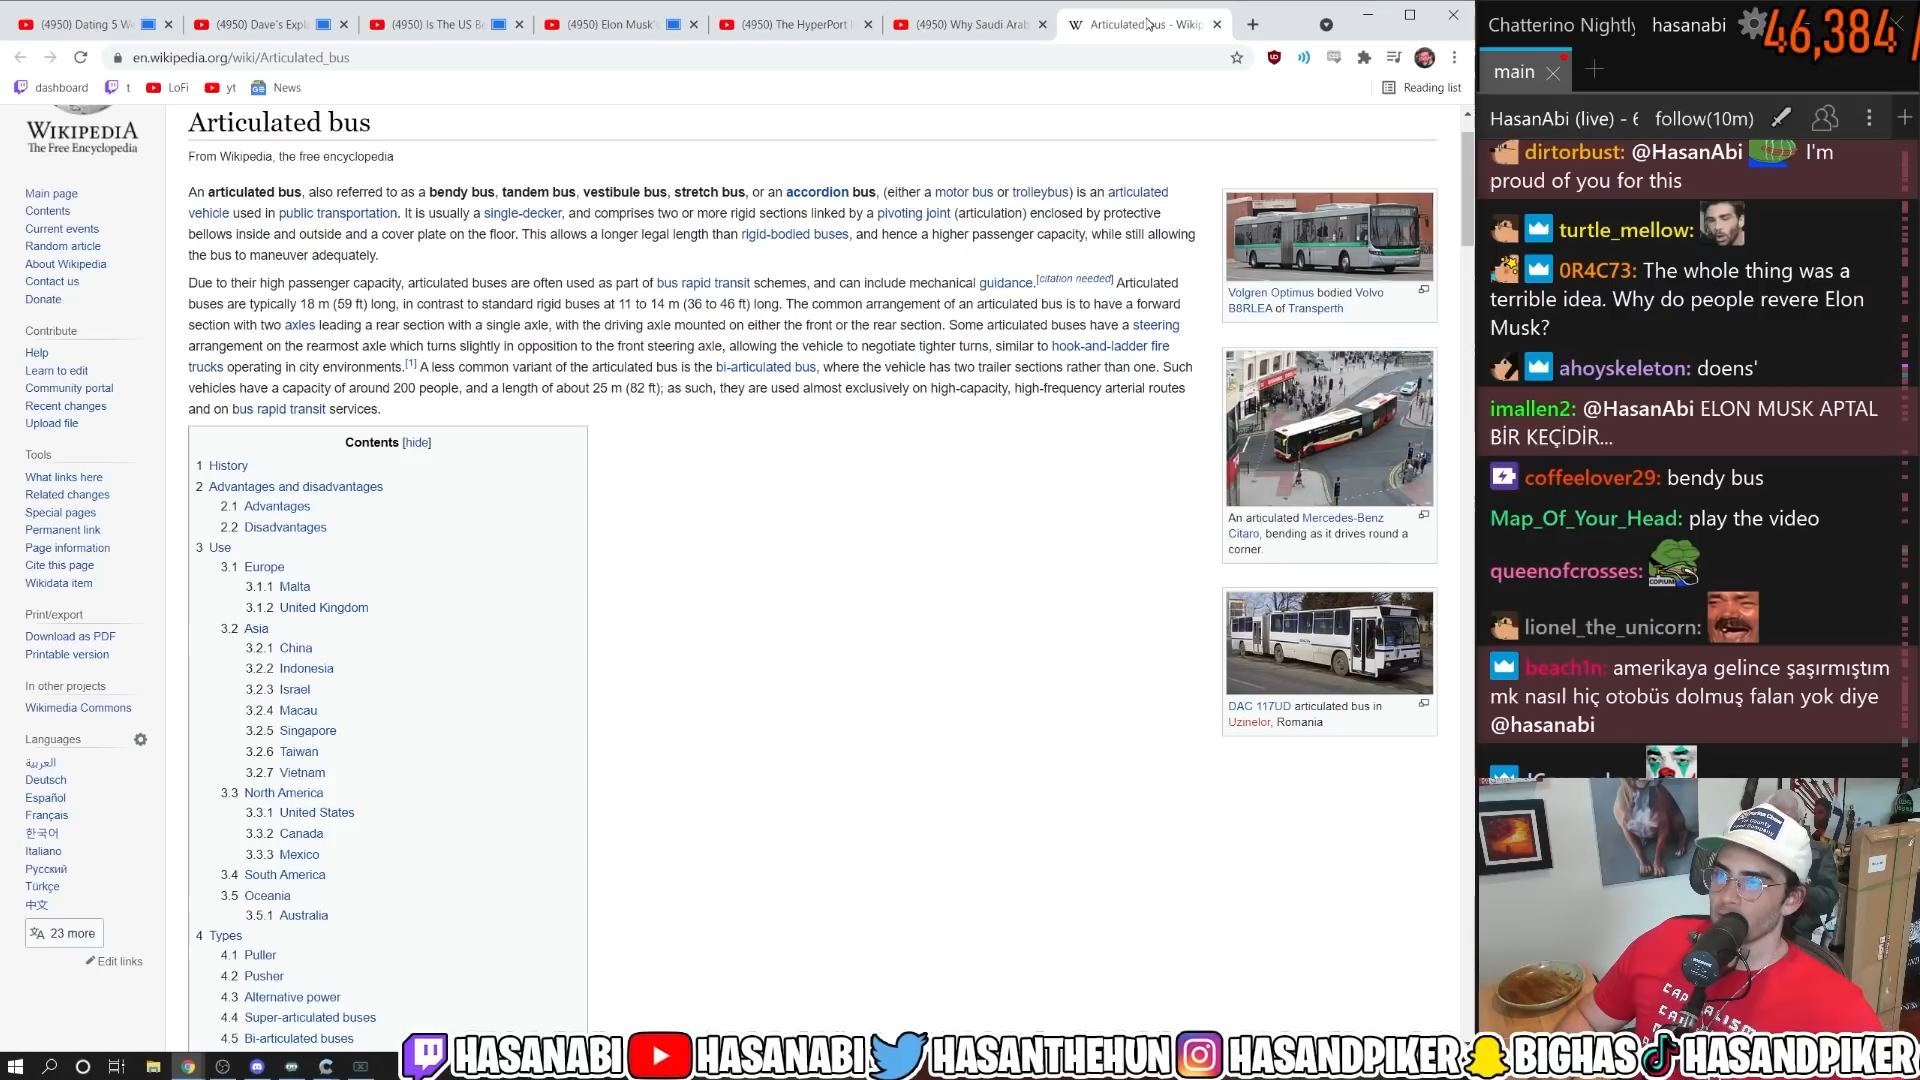 (4950) Dating 5 We
(4950) Dave's Expl
(4950) Is The US Be
(4950) Elon Musk'
(4950) The HyperPort
(4950) Why Saudi Arab
Articulated bus - Wikip
en.wikipedia.org/wiki/Articulated_bus
dashboard
t
LoFi
yt
News
Reading list
WIKIPEDIA
The Free Encyclopedia
Main page
Contents
Current events
Random article
About Wikipedia
Contact us
Donate
Contribute
Help
Learn to edit
Community portal
Recent changes
Upload file
Tools
What links here
Related changes
Special pages
Permanent link
Page information
Cite this page
Wikidata item
Print/export
Download as PDF
Printable version
In other projects
Wikimedia Commons
Languages
العربية
Deutsch
Español
Français
한국어
Italiano
Русский
Türkçe
中文
23 more
Edit links
Articulated bus
From Wikipedia, the free encyclopedia
An articulated bus, also referred to as a bendy bus, tandem bus, vestibule bus, stretch bus, or an accordion bus, (either a motor bus or trolleybus) is an articulated
vehicle used in public transportation. It is usually a single-decker, and comprises two or more rigid sections linked by a pivoting joint (articulation) enclosed by protective
bellows inside and outside and a cover plate on the floor. This allows a longer legal length than rigid-bodied buses, and hence a higher passenger capacity, while still allowing
the bus to maneuver adequately.
Due to their high passenger capacity, articulated buses are often used as part of bus rapid transit schemes, and can include mechanical guidance.[citation needed] Articulated
buses are typically 18 m (59 ft) long, in contrast to standard rigid buses at 11 to 14 m (36 to 46 ft) long. The common arrangement of an articulated bus is to have a forward
section with two axles leading a rear section with a single axle, with the driving axle mounted on either the front or the rear section. Some articulated buses have a steering
arrangement on the rearmost axle which turns slightly in opposition to the front steering axle, allowing the vehicle to negotiate tighter turns, similar to hook-and-ladder fire
trucks operating in city environments.[1] A less common variant of the articulated bus is the bi-articulated bus, where the vehicle has two trailer sections rather than one. Such
vehicles have a capacity of around 200 people, and a length of about 25 m (82 ft); as such, they are used almost exclusively on high-capacity, high-frequency arterial routes
and on bus rapid transit services.
Contents [hide]
1 History
2 Advantages and disadvantages
2.1 Advantages
2.2 Disadvantages
3 Use
3.1 Europe
3.1.1 Malta
3.1.2 United Kingdom
3.2 Asia
3.2.1 China
3.2.2 Indonesia
3.2.3 Israel
3.2.4 Macau
3.2.5 Singapore
3.2.6 Taiwan
3.2.7 Vietnam
3.3 North America
3.3.1 United States
3.3.2 Canada
3.3.3 Mexico
3.4 South America
3.5 Oceania
3.5.1 Australia
4 Types
4.1 Puller
4.2 Pusher
4.3 Alternative power
4.4 Super-articulated buses
4.5 Bi-articulated buses
Volgren Optimus bodied Volvo
B8RLEA of Transperth
An articulated Mercedes-Benz
Citaro, bending as it drives round a
corner.
DAC 117UD articulated bus in
Uzinelor, Romania
Chatterino Nightly
hasanabi
46,384 /
main
HasanAbi (live) - 6
follow(10m)
dirtorbust: @HasanAbi I'm
proud of you for this
turtle_mellow:
0R4C73: The whole thing was a
terrible idea. Why do people revere Elon
Musk?
ahoyskeleton: doens'
imallen2: @HasanAbi ELON MUSK APTAL
BİR KEÇİDİR...
coffeelover29: bendy bus
Map_Of_Your_Head: play the video
queenofcrosses:
COPIUM
lionel_the_unicorn:
beach1n: amerikaya gelince şaşırmıştım
mk nasıl hiç otobüs dolmuş falan yok diye
@hasanabi
HASANABI HASANABI HASANTHEHUN HASANDPIKER BIGHAS HASANDPIKER